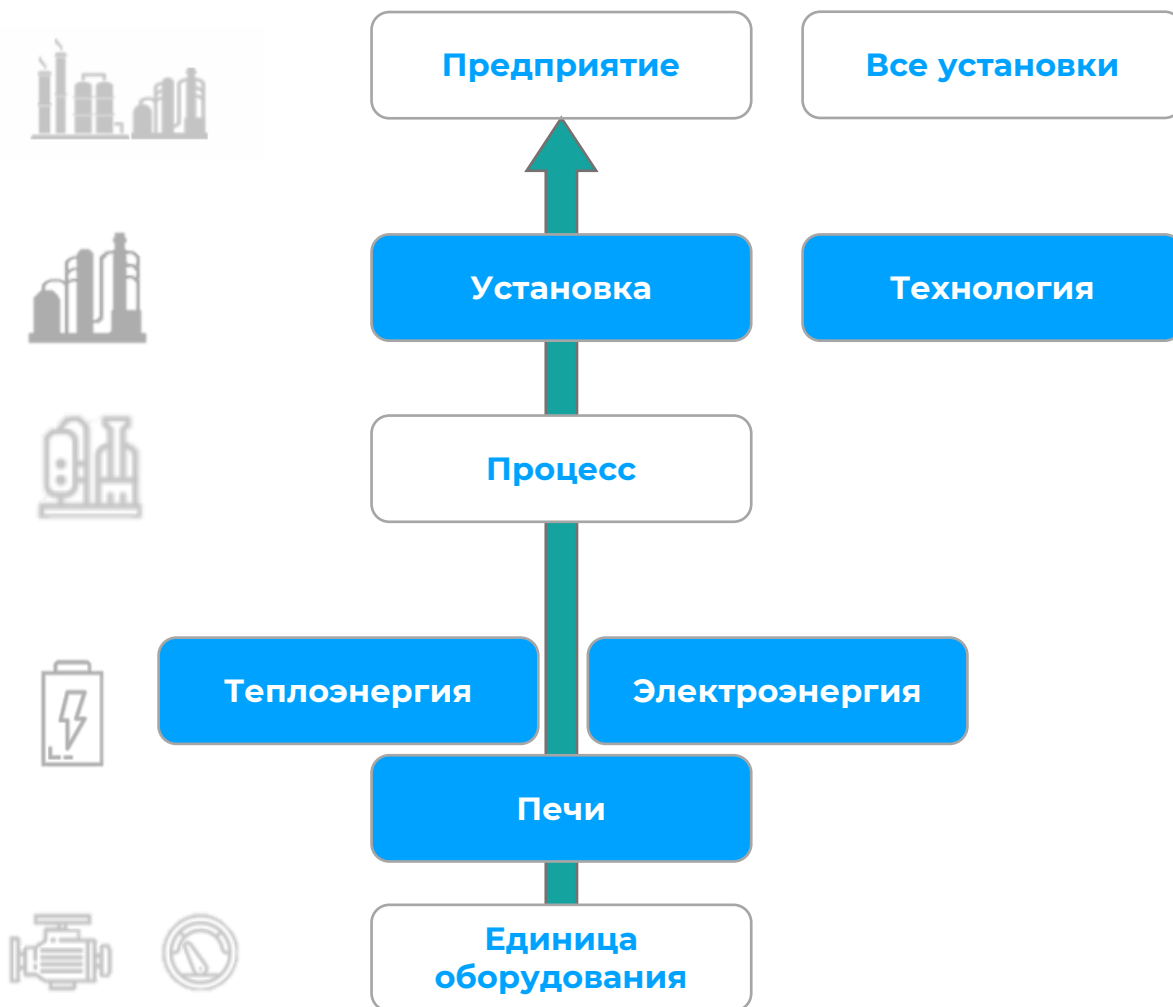 Предприятие
Все установки
Установка
Технология
Процесс
Теплоэнергия
Электроэнергия
Печи
Единица
оборудования